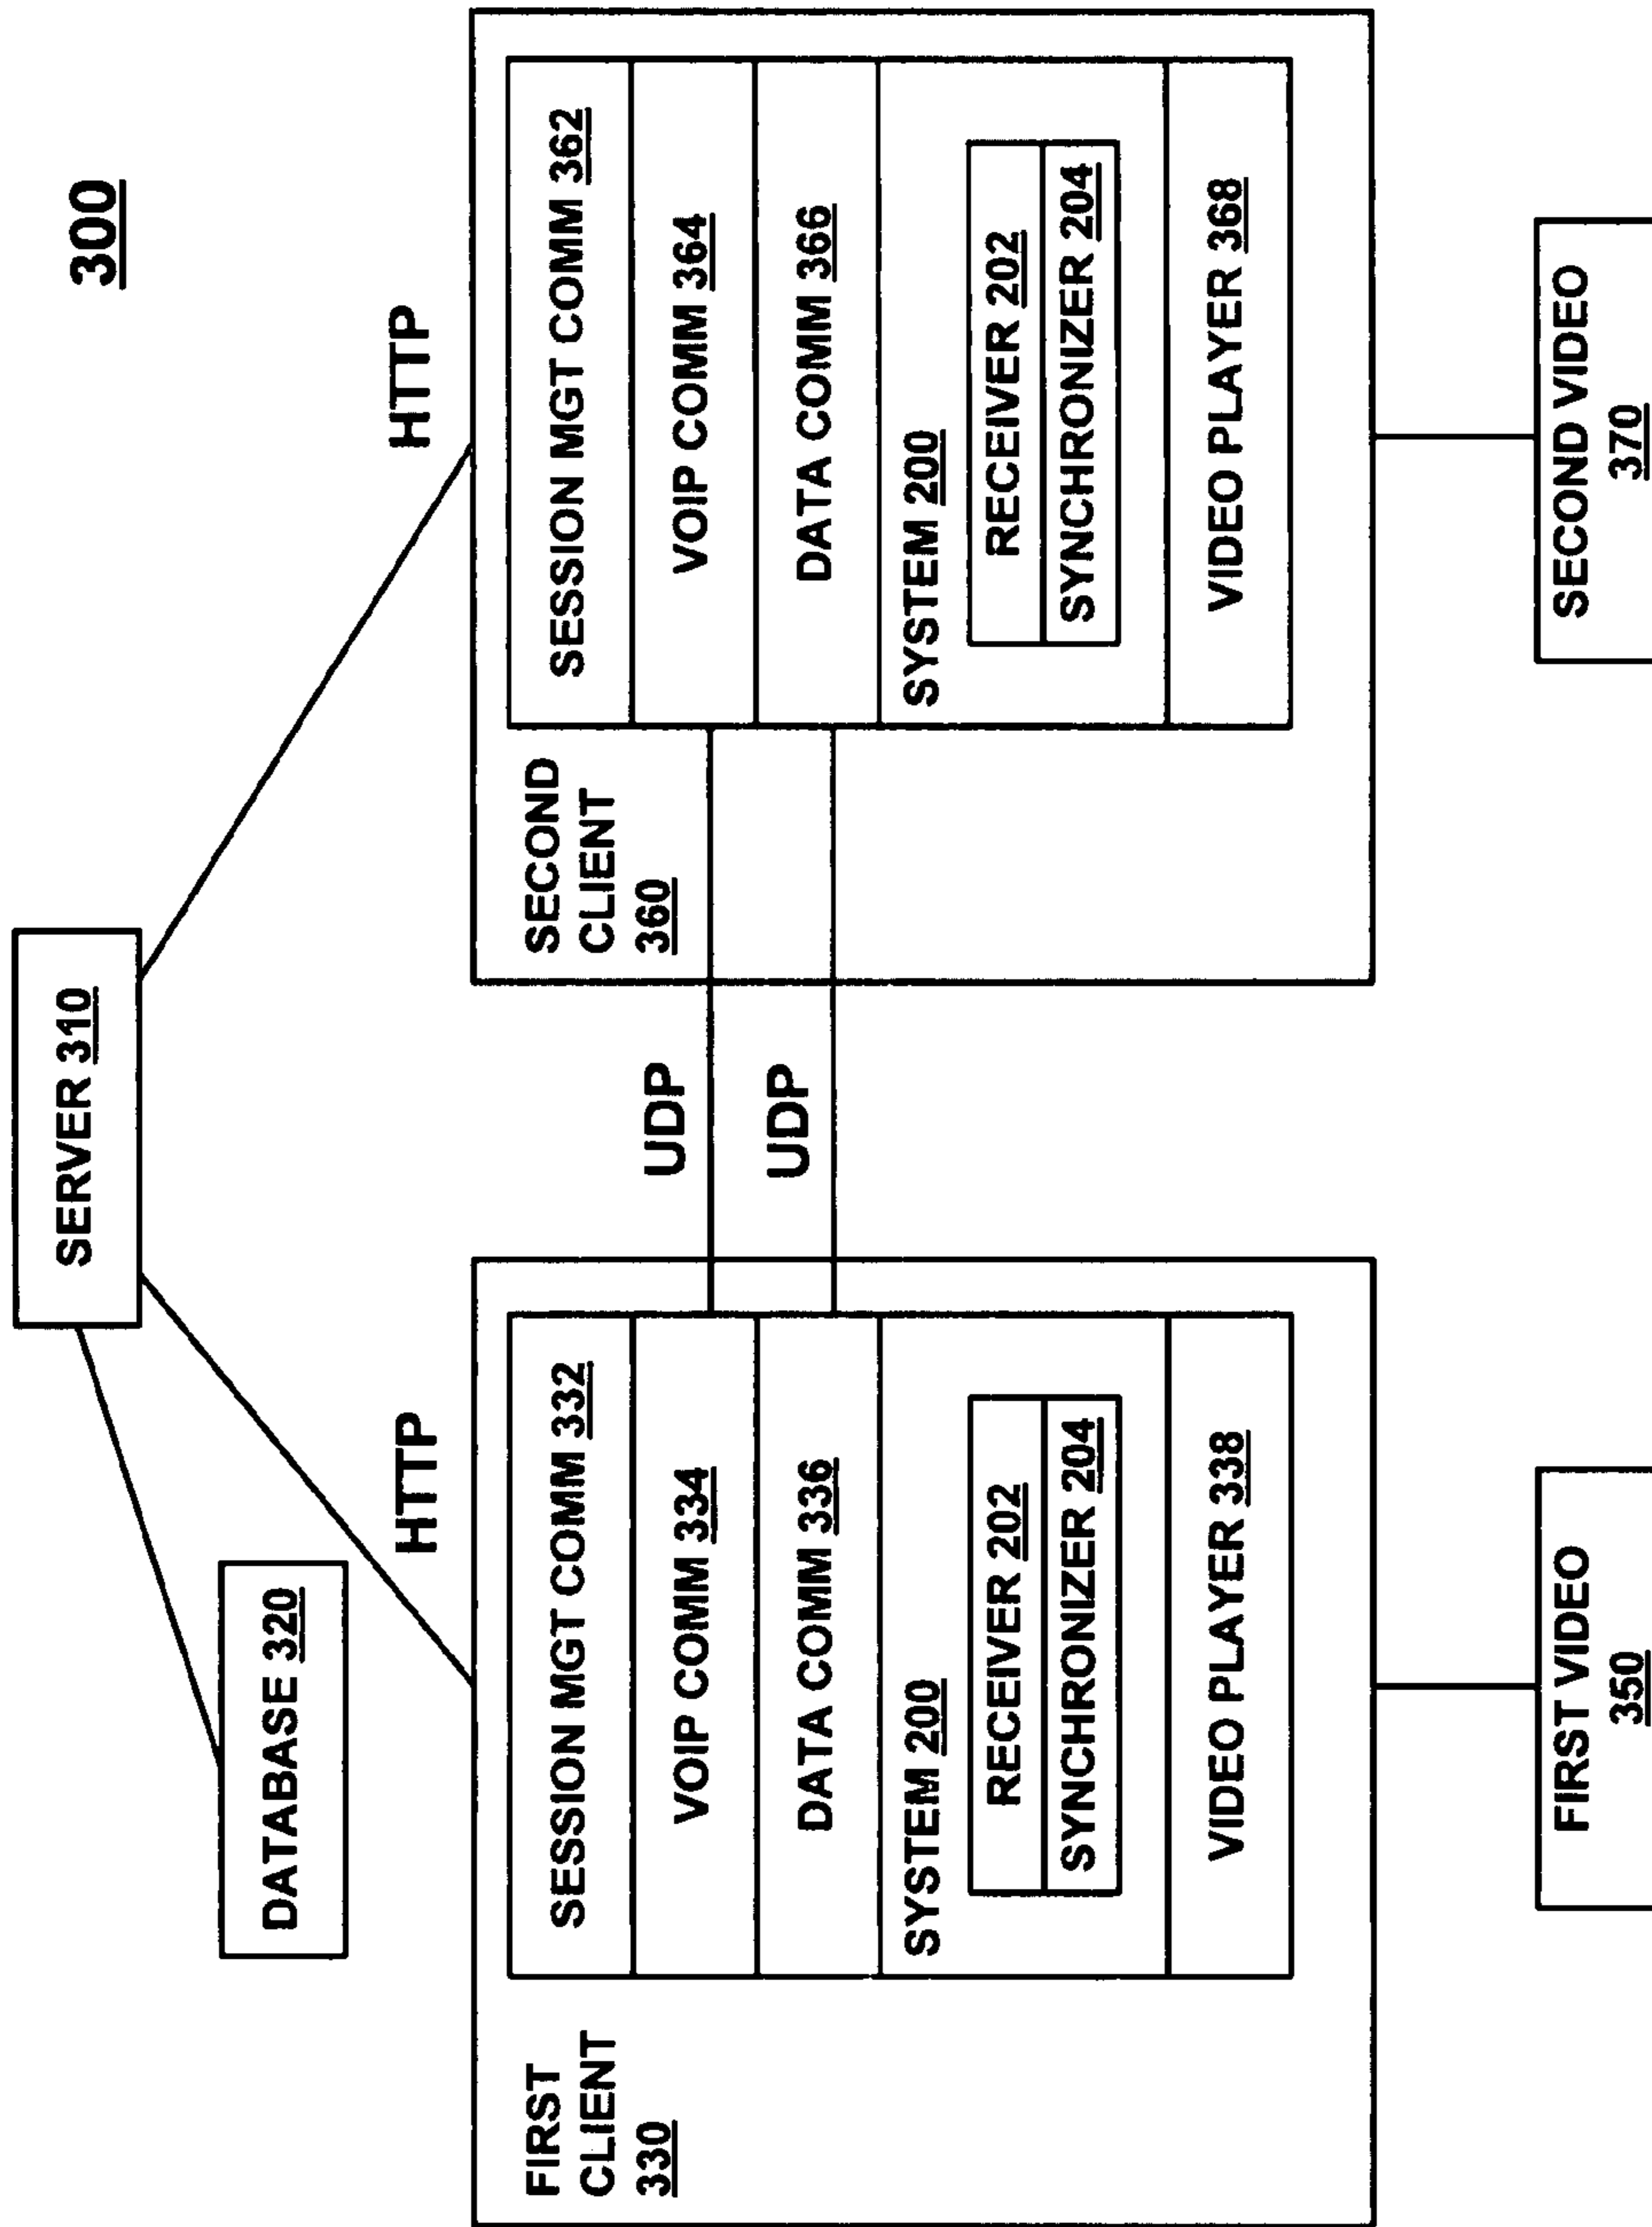 300
SERVER 310
DATABASE 320
HTTP
HTTP
FIRST
CLIENT
330
SESSION MGT COMM 332
VOIP COMM 334
DATA COMM 336
SYSTEM 200
RECEIVER 202
SYNCHRONIZER 204
VIDEO PLAYER 338
UDP
UDP
SECOND
CLIENT
360
SESSION MGT COMM 362
VOIP COMM 364
DATA COMM 366
SYSTEM 200
RECEIVER 202
SYNCHRONIZER 204
VIDEO PLAYER 368
FIRST VIDEO
350
SECOND VIDEO
370